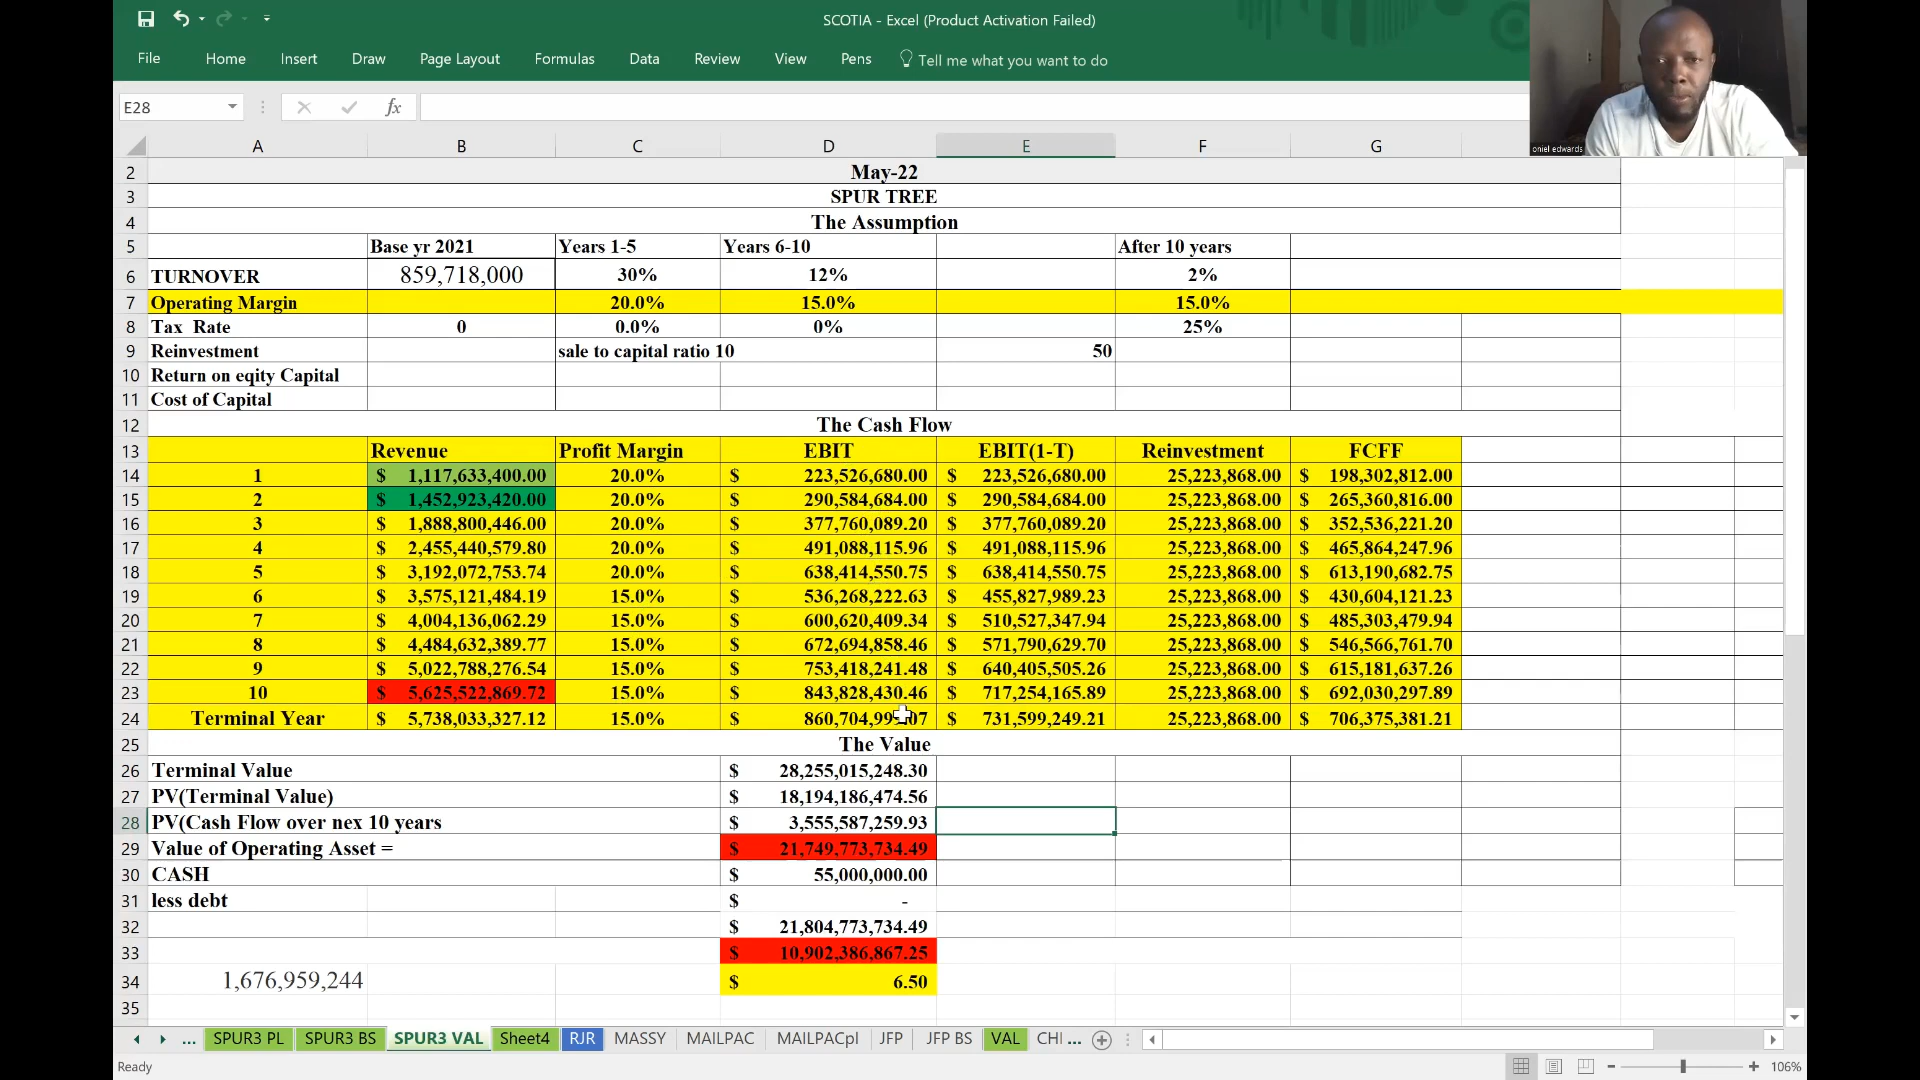 SCOTIA - Excel (Product Activation Failed)
File Home Insert Draw Page Layout Formulas Data Review View Pens Tell me what you want to do
oniel edwards
E28 fx
A B C D E F G
2 May-22
3 SPUR TREE
4 The Assumption
5 Base yr 2021 Years 1-5 Years 6-10 After 10 years
6 TURNOVER 859,718,000 30% 12% 2%
7 Operating Margin 20.0% 15.0% 15.0%
8 Tax Rate 0 0.0% 0% 25%
9 Reinvestment sale to capital ratio 10 50
10 Return on eqity Capital
11 Cost of Capital
12 The Cash Flow
13 Revenue Profit Margin EBIT EBIT(1-T) Reinvestment FCFF
14 1 $ 1,117,633,400.00 20.0% $ 223,526,680.00 $ 223,526,680.00 25,223,868.00 $ 198,302,812.00
15 2 $ 1,452,923,420.00 20.0% $ 290,584,684.00 $ 290,584,684.00 25,223,868.00 $ 265,360,816.00
16 3 $ 1,888,800,446.00 20.0% $ 377,760,089.20 $ 377,760,089.20 25,223,868.00 $ 352,536,221.20
17 4 $ 2,455,440,579.80 20.0% $ 491,088,115.96 $ 491,088,115.96 25,223,868.00 $ 465,864,247.96
18 5 $ 3,192,072,753.74 20.0% $ 638,414,550.75 $ 638,414,550.75 25,223,868.00 $ 613,190,682.75
19 6 $ 3,575,121,484.19 15.0% $ 536,268,222.63 $ 455,827,989.23 25,223,868.00 $ 430,604,121.23
20 7 $ 4,004,136,062.29 15.0% $ 600,620,409.34 $ 510,527,347.94 25,223,868.00 $ 485,303,479.94
21 8 $ 4,484,632,389.77 15.0% $ 672,694,858.46 $ 571,790,629.70 25,223,868.00 $ 546,566,761.70
22 9 $ 5,022,788,276.54 15.0% $ 753,418,241.48 $ 640,405,505.26 25,223,868.00 $ 615,181,637.26
23 10 $ 5,625,522,869.72 15.0% $ 843,828,430.46 $ 717,254,165.89 25,223,868.00 $ 692,030,297.89
24 Terminal Year $ 5,738,033,327.12 15.0% $ $ 731,599,249.21 25,223,868.00 $ 706,375,381.21
25 The Value
26 Terminal Value $ 28,255,015,248.30
27 PV(Terminal Value) $ 18,194,186,474.56
28 PV(Cash Flow over nex 10 years $ 3,555,587,259.93
29 Value of Operating Asset = $ 21,749,773,734.49
30 CASH $ 55,000,000.00
31 less debt $ -
32 $ 21,804,773,734.49
33 $ 10,902,386,867.25
34 1,676,959,244 $ 6.50
35
... SPUR3 PL SPUR3 BS SPUR3 VAL Sheet4 RJR MASSY MAILPAC MAILPACpl JFP JFP BS VAL CHI ...
Ready 106%